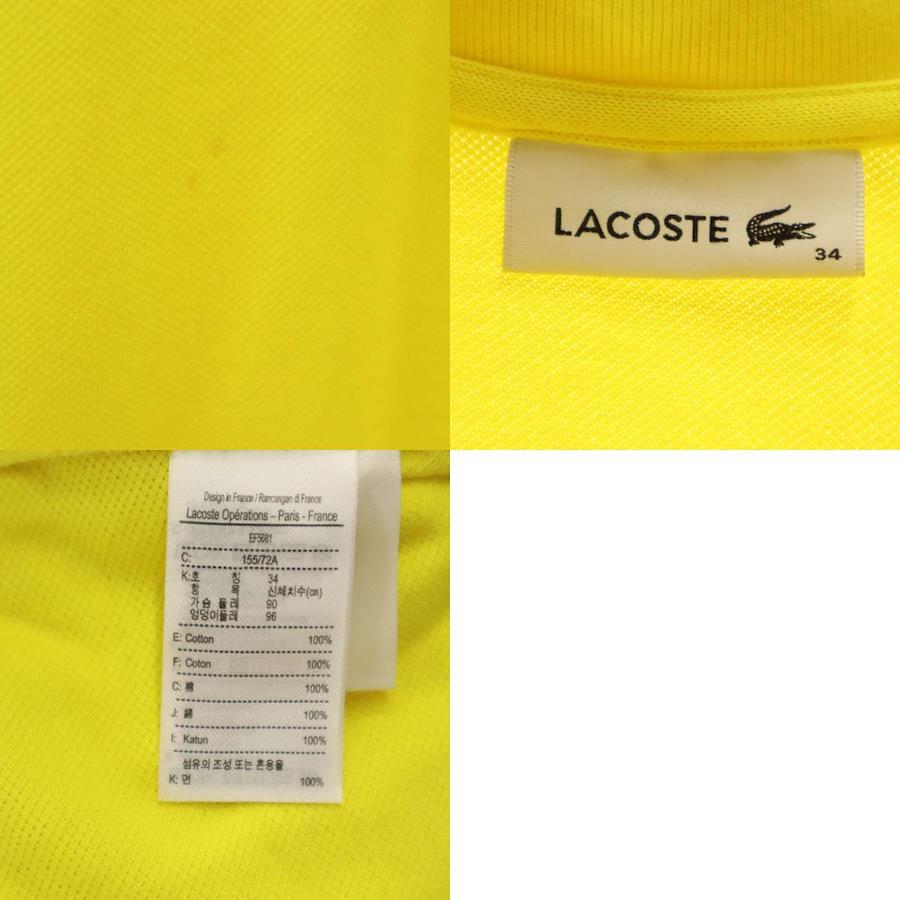 LACOSTE
34
Design in France / Rancangan di France
Lacoste Opérations – Paris - France
EF5681
C: 155/72A
K:호 칭 34
항 목 신체치수(cm)
가슴 둘레 90
엉덩이둘레 96
E: Cotton 100%
F: Coton 100%
C: 棉 100%
J: 綿 100%
I: Katun 100%
섬유의 조성 또는 혼용율
K: 면 100%